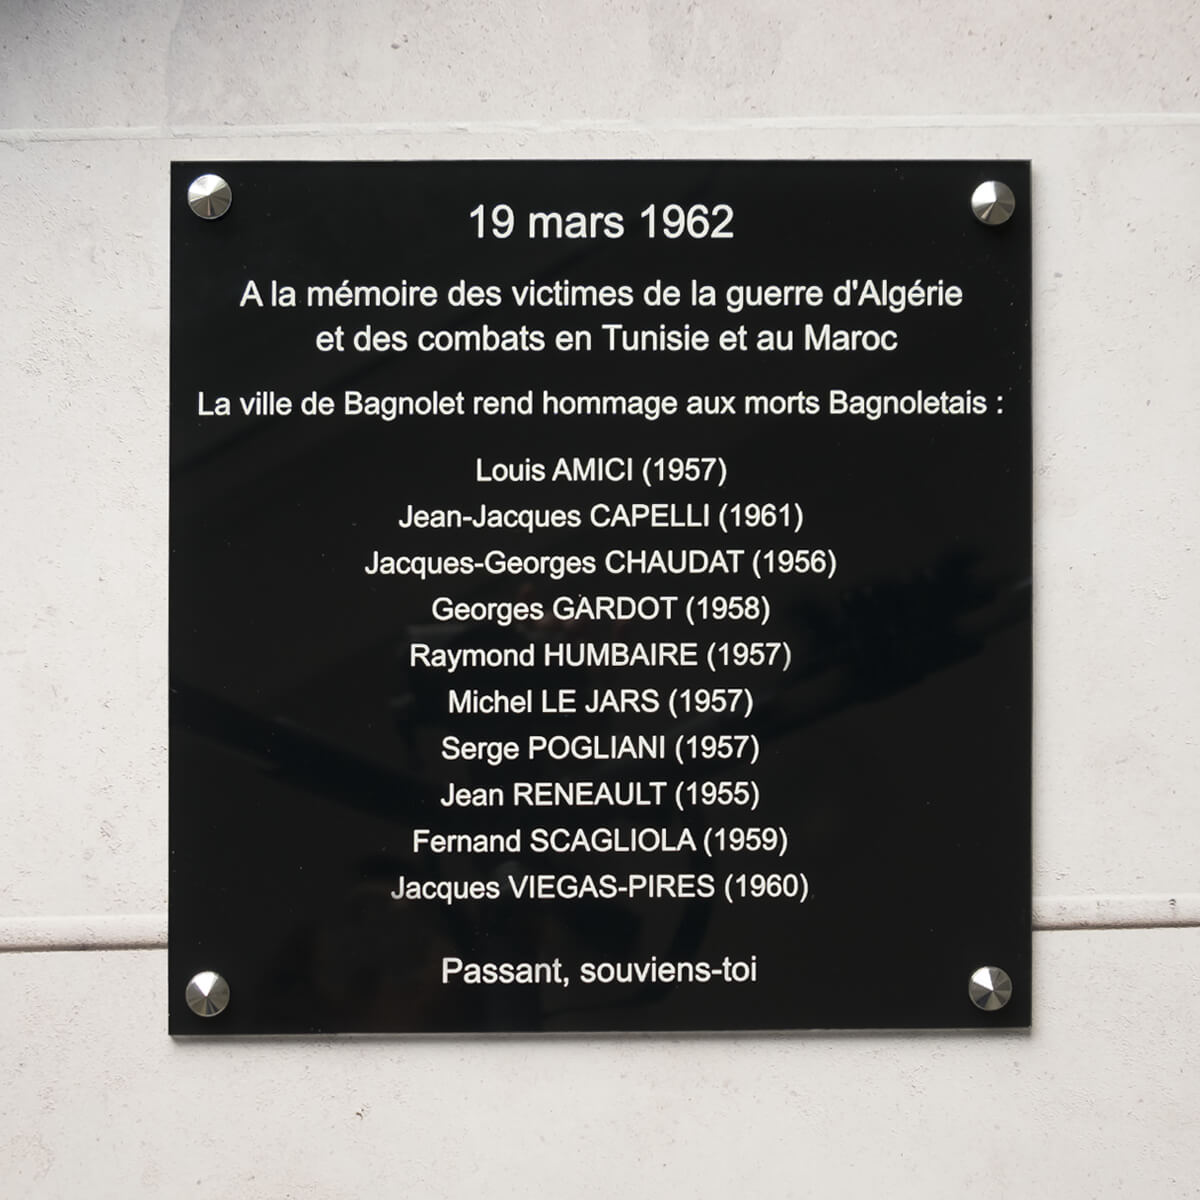 19 mars 1962
A la mémoire des victimes de la guerre d'Algérie
et des combats en Tunisie et au Maroc
La ville de Bagnolet rend hommage aux morts Bagnoletais :
Louis AMICI (1957)
Jean-Jacques CAPELLI (1961)
Jacques-Georges CHAUDAT (1956)
Georges GARDOT (1958)
Raymond HUMBAIRE (1957)
Michel LE JARS (1957)
Serge POGLIANI (1957)
Jean RENEAULT (1955)
Fernand SCAGLIOLA (1959)
Jacques VIEGAS-PIRES (1960)
Passant, souviens-toi